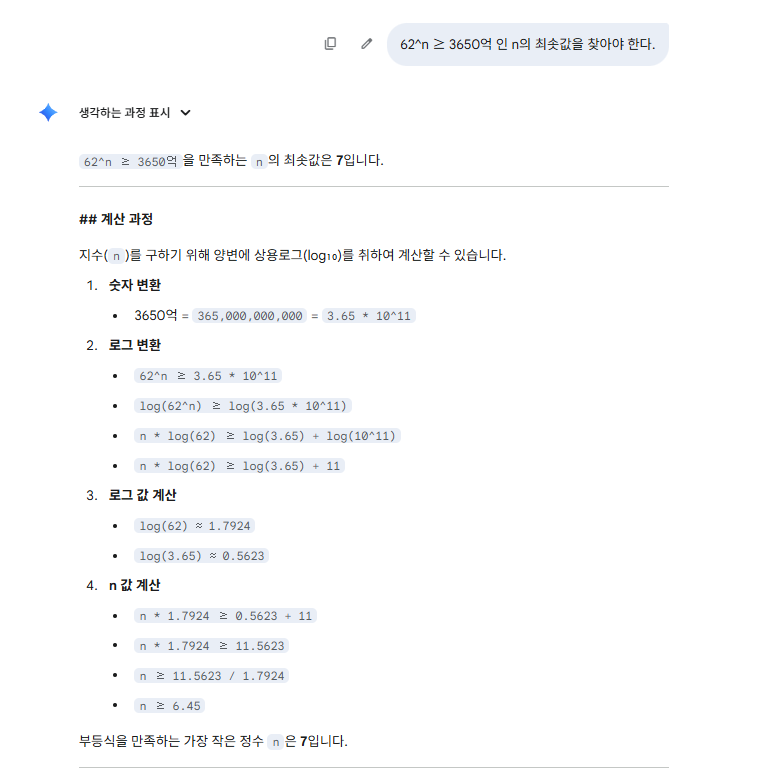 62^n ≥ 3650억 인 n의 최솟값을 찾아야 한다.
생각하는 과정 표시
62^n ≥ 3650억 을 만족하는 n 의 최솟값은 7입니다.
## 계산 과정
지수( n )를 구하기 위해 양변에 상용로그(log₁₀)를 취하여 계산할 수 있습니다.
1. 숫자 변환
• 3650억 = 365,000,000,000 = 3.65 * 10^11
2. 로그 변환
• 62^n ≥ 3.65 * 10^11
• log(62^n) ≥ log(3.65 * 10^11)
• n * log(62) ≥ log(3.65) + log(10^11)
• n * log(62) ≥ log(3.65) + 11
3. 로그 값 계산
• log(62) ≈ 1.7924
• log(3.65) ≈ 0.5623
4. n 값 계산
• n * 1.7924 ≥ 0.5623 + 11
• n * 1.7924 ≥ 11.5623
• n ≥ 11.5623 / 1.7924
• n ≥ 6.45
부등식을 만족하는 가장 작은 정수 n 은 7입니다.